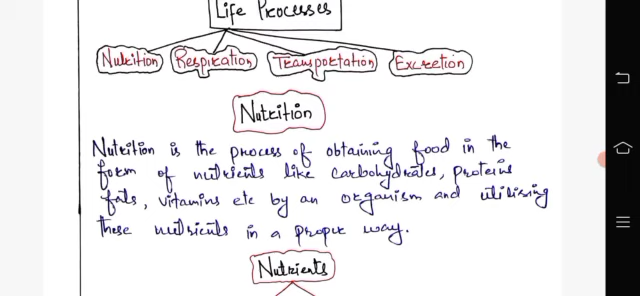 Life Processes
Nutrition Respiration Transportation Excretion
Nutrition
Nutrition is the process of obtaining food in the
form of nutrients like carbohydrates, proteins
fats, vitamins etc by an organism and utilising
these nutrients in a proper way.
Nutrients